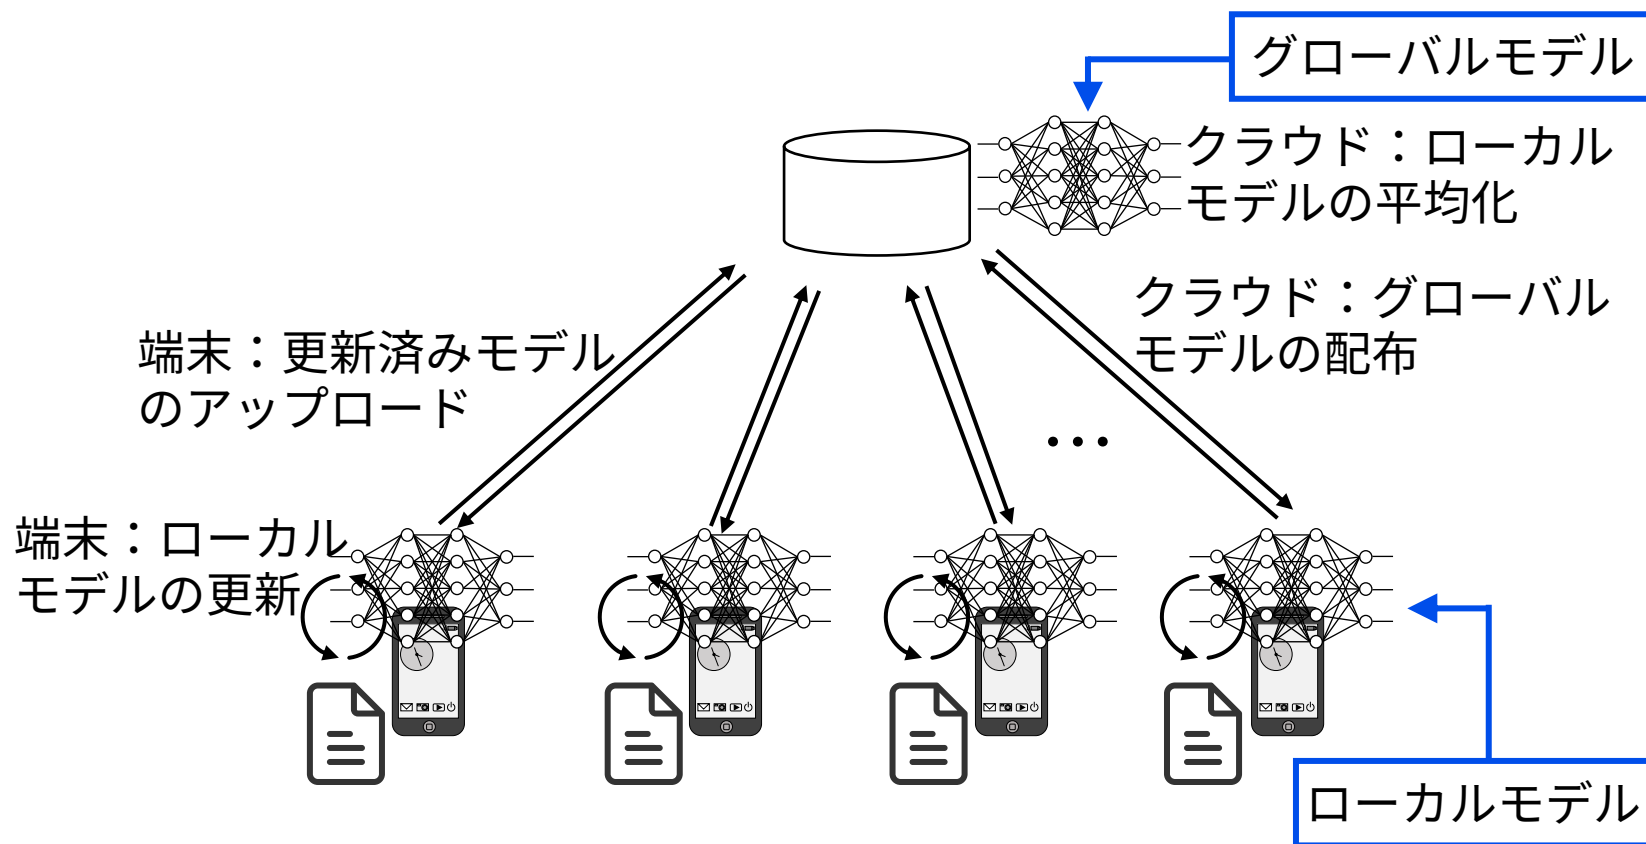 グローバルモデル
クラウド：ローカル
モデルの平均化
クラウド：グローバル
モデルの配布
端末：更新済みモデル
のアップロード
…
端末：ローカル
モデルの更新
ローカルモデル